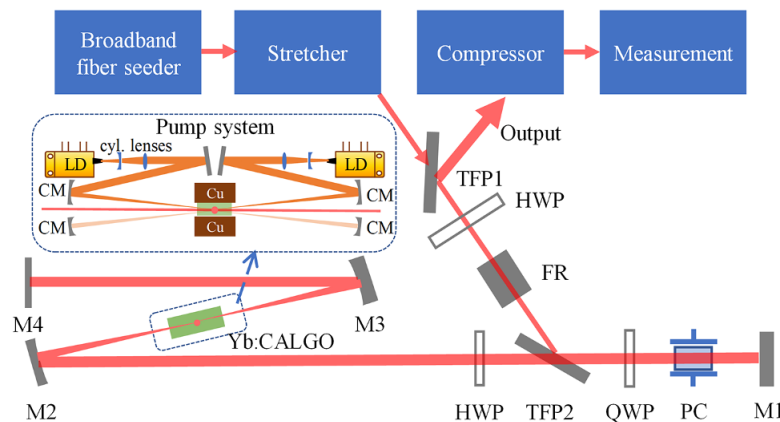 Broadband
fiber seeder
Stretcher
Compressor
Measurement
Pump system
Output
cyl. lenses
LD
LD
TFP1
CM
CM
Cu
HWP
CM
Cu
CM
FR
M4
M3
Yb:CALGO
M2
HWP
TFP2
QWP
PC
M1